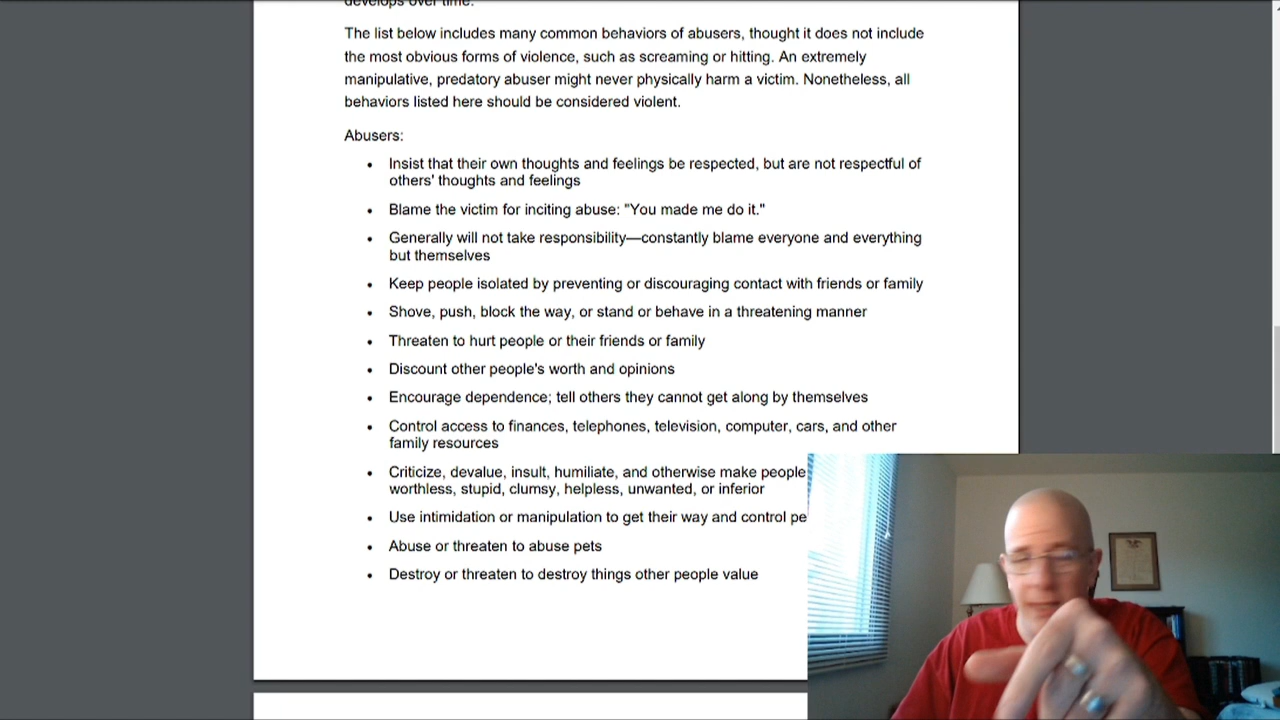 develops over time.
The list below includes many common behaviors of abusers, thought it does not include
the most obvious forms of violence, such as screaming or hitting. An extremely
manipulative, predatory abuser might never physically harm a victim. Nonetheless, all
behaviors listed here should be considered violent.
Abusers:
• Insist that their own thoughts and feelings be respected, but are not respectful of
others' thoughts and feelings
• Blame the victim for inciting abuse: "You made me do it."
• Generally will not take responsibility—constantly blame everyone and everything
but themselves
• Keep people isolated by preventing or discouraging contact with friends or family
• Shove, push, block the way, or stand or behave in a threatening manner
• Threaten to hurt people or their friends or family
• Discount other people's worth and opinions
• Encourage dependence; tell others they cannot get along by themselves
• Control access to finances, telephones, television, computer, cars, and other
family resources
• Criticize, devalue, insult, humiliate, and otherwise make people
worthless, stupid, clumsy, helpless, unwanted, or inferior
• Use intimidation or manipulation to get their way and control pe
• Abuse or threaten to abuse pets
• Destroy or threaten to destroy things other people value